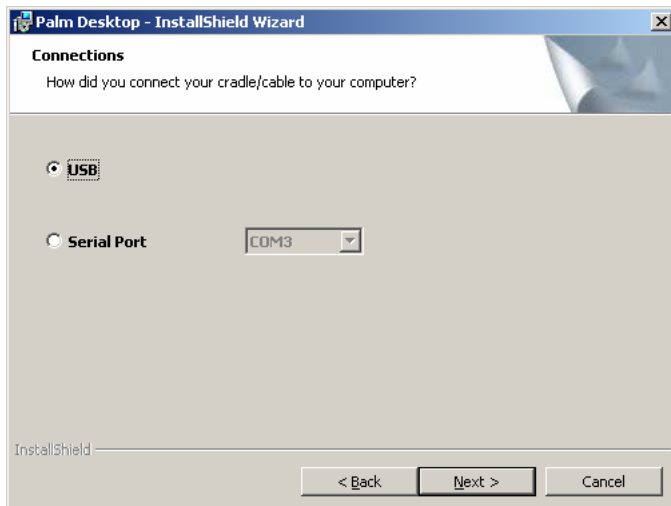 Palm Desktop - InstallShield Wizard
Connections
How did you connect your cradle/cable to your computer?
USB
Serial Port COM3
InstallShield
< Back Next > Cancel